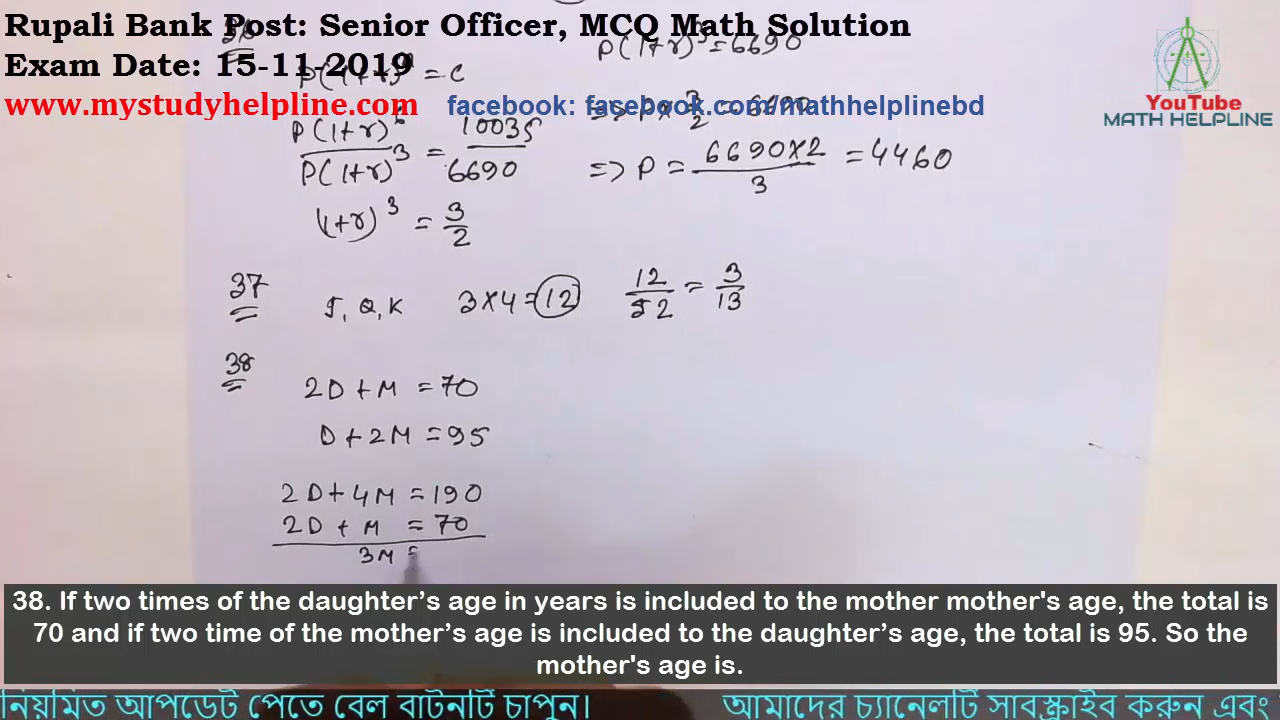 Rupali Bank Post: Senior Officer, MCQ Math Solution
Exam Date: 15-11-2019
www.mystudyhelpline.com facebook: facebook.com/mathhelplinebd
YouTube
MATH HELPLINE
36
P(1+r)^n = C
P(1+r)^3 = 6690
=> P × 3/2 = 6690
P(1+r)^6 / P(1+r)^3 = 10035 / 6690
=> P = 6690×2 / 3 = 4460
(1+r)^3 = 3/2
37
J, Q, K 3×4 = 12 12/52 = 3/13
38
2D + M = 70
D + 2M = 95
2D + 4M = 190
2D + M = 70
3M =
38. If two times of the daughter’s age in years is included to the mother mother's age, the total is
70 and if two time of the mother’s age is included to the daughter’s age, the total is 95. So the
mother's age is.
নিয়মিত আপডেট পেতে বেল বাটনটি চাপুন। আমাদের চ্যানেলটি সাবস্ক্রাইব করুন এবং